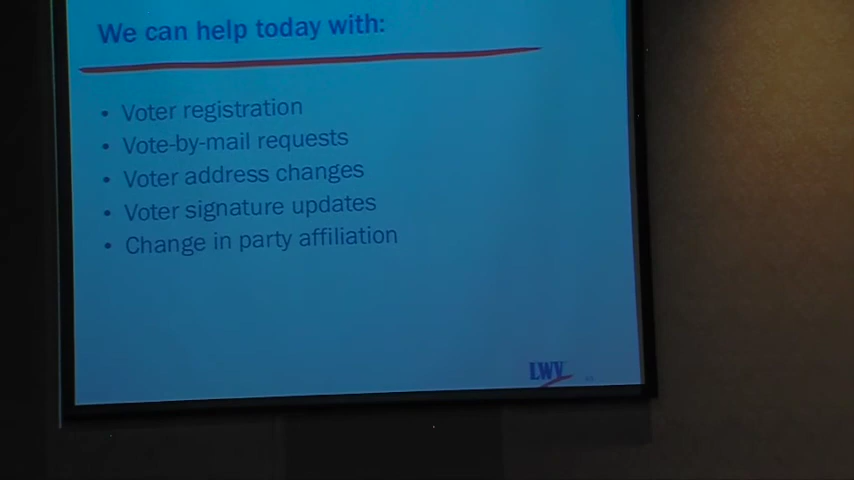 We can help today with:
• Voter registration
• Vote-by-mail requests
• Voter address changes
• Voter signature updates
• Change in party affiliation
LWV